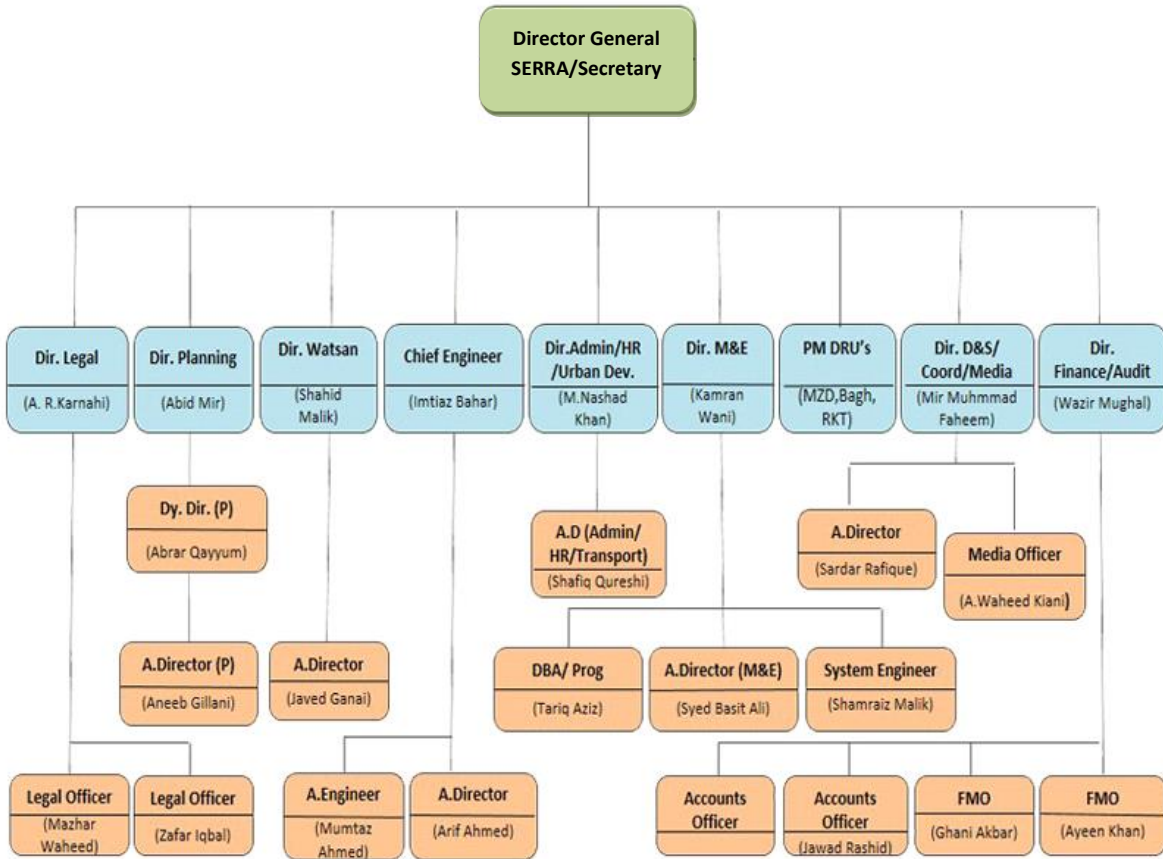 Director General
SERRA/Secretary
Dir. Legal
(A. R.Karnahi)
Dir. Planning
(Abid Mir)
Dir. Watsan
(Shahid
Malik)
Chief Engineer
(Imtiaz Bahar)
Dir.Admin/HR
/Urban Dev.
(M.Nashad
Khan)
Dir. M&E
(Kamran
Wani)
PM DRU's
(MZD,Bagh,
RKT)
Dir. D&S/
Coord/Media
(Mir Muhmmad
Faheem)
Dir.
Finance/Audit
(Wazir Mughal)
Dy. Dir. (P)
(Abrar Qayyum)
A.D (Admin/
HR/Transport)
(Shafiq Qureshi)
A.Director
(Sardar Rafique)
Media Officer
(A.Waheed Kiani)
A.Director (P)
(Aneeb Gillani)
A.Director
(Javed Ganai)
DBA/ Prog
(Tariq Aziz)
A.Director (M&E)
(Syed Basit Ali)
System Engineer
(Shamraiz Malik)
Legal Officer
(Mazhar
Waheed)
Legal Officer
(Zafar Iqbal)
A.Engineer
(Mumtaz
Ahmed)
A.Director
(Arif Ahmed)
Accounts
Officer
Accounts
Officer
(Jawad Rashid)
FMO
(Ghani Akbar)
FMO
(Ayeen Khan)